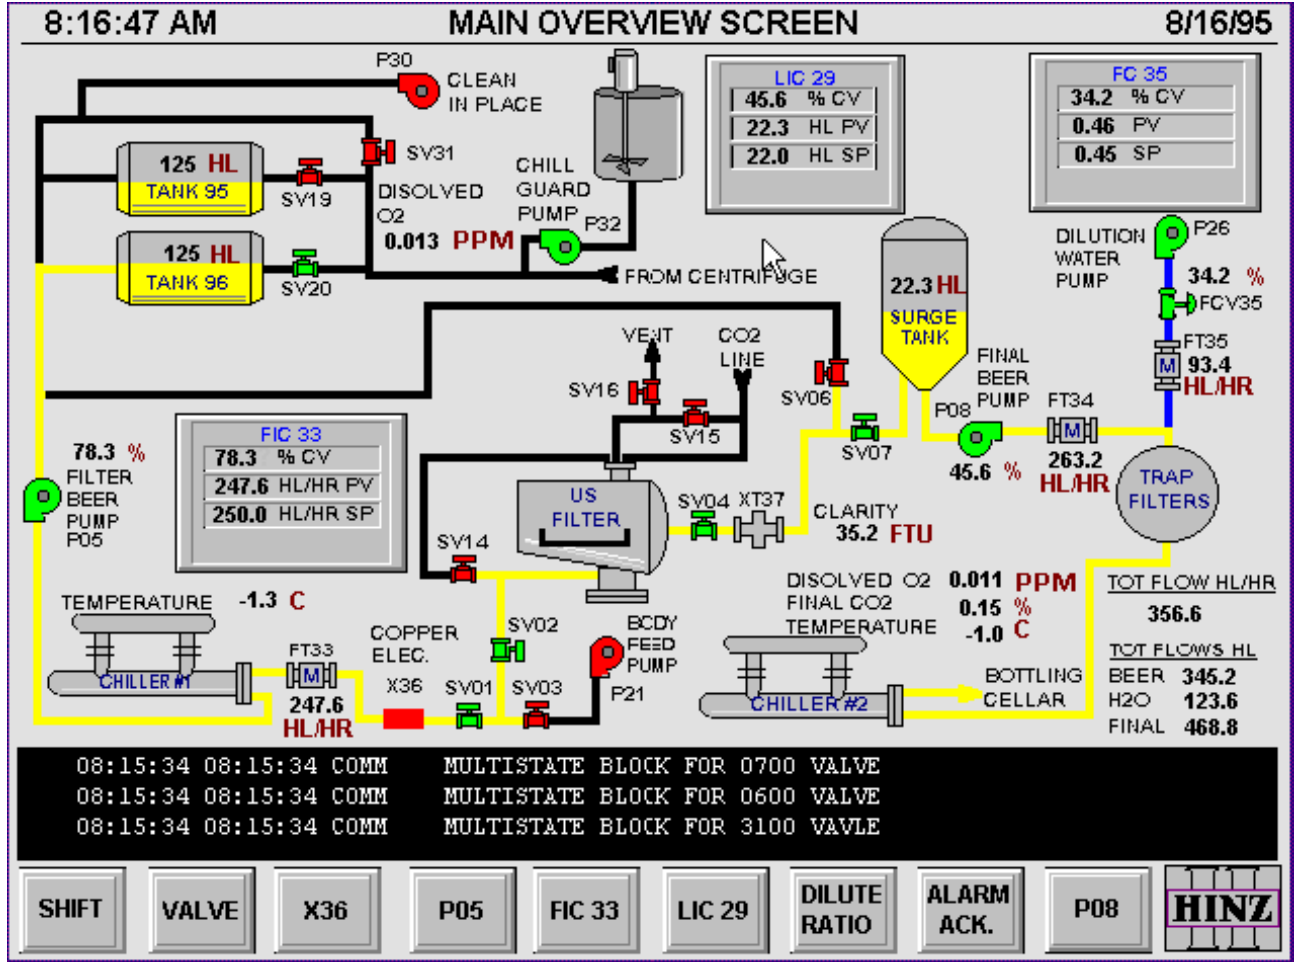 8:16:47 AM MAIN OVERVIEW SCREEN 8/16/95
P30
CLEAN
IN PLACE
SV31
125 HL
TANK 95
SV19
125 HL
TANK 96
SV20
DISOLVED
O2
0.013 PPM
CHILL
GUARD
PUMP
P32
FROM CENTRIFUGE
LIC 29
45.6 % CV
22.3 HL PV
22.0 HL SP
FC 35
34.2 % CV
0.46 PV
0.45 SP
DILUTION
WATER
PUMP
P26
34.2 %
FCV35
FT35
93.4
HL/HR
22.3 HL
SURGE
TANK
VENT
CO2
LINE
SV16
SV15
SV06
SV07
FINAL
BEER
PUMP
P08
45.6 %
FT34
263.2
HL/HR
TRAP
FILTERS
78.3 %
FILTER
BEER
PUMP
P05
FIC 33
78.3 % CV
247.6 HL/HR PV
250.0 HL/HR SP
US
FILTER
SV04
XT37
CLARITY
35.2 FTU
SV14
TEMPERATURE -1.3 C
CHILLER #1
FT33
247.6
HL/HR
COPPER
ELEC.
X36
SV01
SV02
SV03
BODY
FEED
PUMP
P21
DISOLVED O2 0.011 PPM
FINAL CO2 0.15 %
TEMPERATURE -1.0 C
CHILLER #2
BOTTLING
CELLAR
TOT FLOW HL/HR
356.6
TOT FLOWS HL
BEER 345.2
H2O 123.6
FINAL 468.8
08:15:34 08:15:34 COMM MULTISTATE BLOCK FOR 0700 VALVE
08:15:34 08:15:34 COMM MULTISTATE BLOCK FOR 0600 VALVE
08:15:34 08:15:34 COMM MULTISTATE BLOCK FOR 3100 VAVLE
SHIFT
VALVE
X36
P05
FIC 33
LIC 29
DILUTE
RATIO
ALARM
ACK.
P08
HINZ